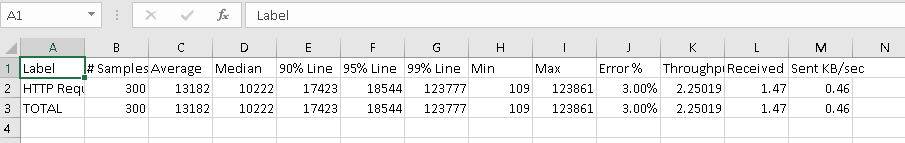 A1 fx Label
A B C D E F G H I J K L M N
1 Label # Samples Average Median 90% Line 95% Line 99% Line Min Max Error % Throughpu Received Sent KB/sec
2 HTTP Requ 300 13182 10222 17423 18544 123777 109 123861 3.00% 2.25019 1.47 0.46
3 TOTAL 300 13182 10222 17423 18544 123777 109 123861 3.00% 2.25019 1.47 0.46
4